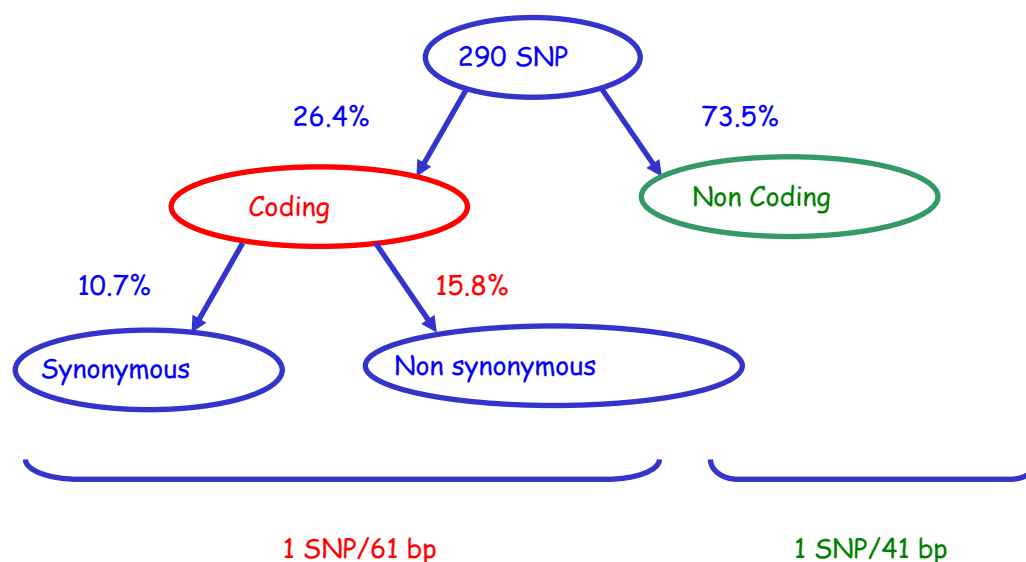 290 SNP
26.4%
73.5%
Coding
Non Coding
10.7%
15.8%
Synonymous
Non synonymous
1 SNP/61 bp
1 SNP/41 bp